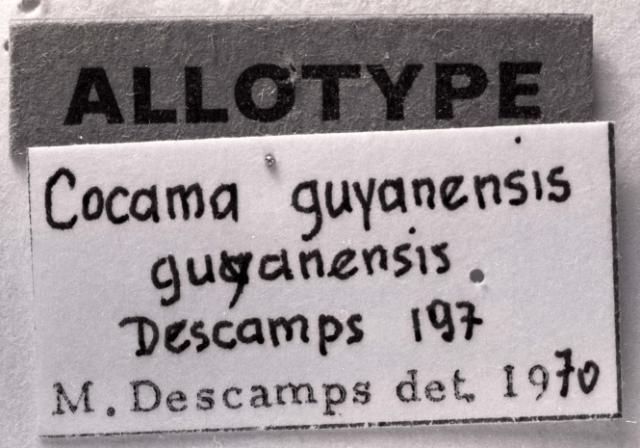 ALLOTYPE
Cocama guyanensis
guyanensis
Descamps 197
M. Descamps det. 1970